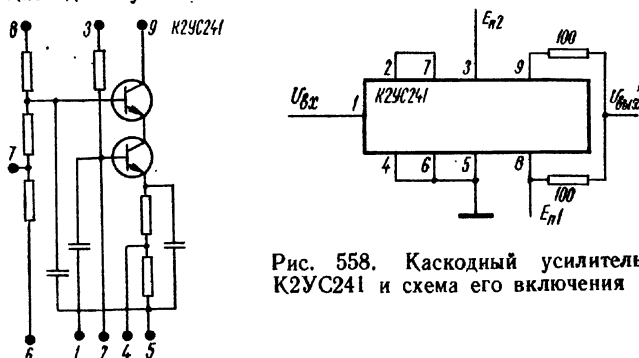 8 3 9 К2УС241
7
6 1 2 4 5
Eп2
2 7 3 9 100
Uвх 1 К2УС241 Uвых
4 6 5 8 100
Eп1
Рис. 558. Каскодный усилитель
К2УС241 и схема его включения